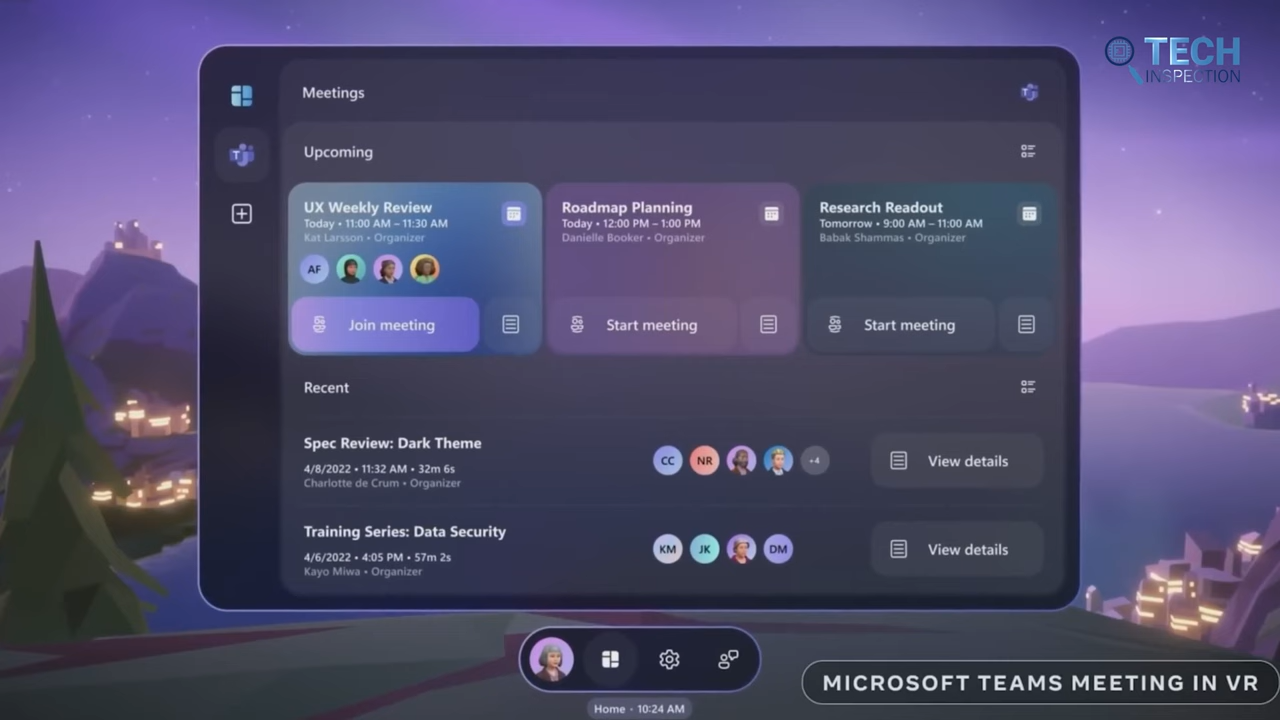 TECH
INSPECTION
Meetings
Upcoming
UX Weekly Review
Today • 11:00 AM – 11:30 AM
Kat Larsson • Organizer
AF
Join meeting
Roadmap Planning
Today • 12:00 PM – 1:00 PM
Danielle Booker • Organizer
Start meeting
Research Readout
Tomorrow • 9:00 AM – 11:00 AM
Babak Shammas • Organizer
Start meeting
Recent
Spec Review: Dark Theme
4/8/2022 • 11:32 AM • 32m 6s
Charlotte de Crum • Organizer
CC NR +4
View details
Training Series: Data Security
4/6/2022 • 4:05 PM • 57m 2s
Kayo Miwa • Organizer
KM JK DM
View details
Home · 10:24 AM
MICROSOFT TEAMS MEETING IN VR